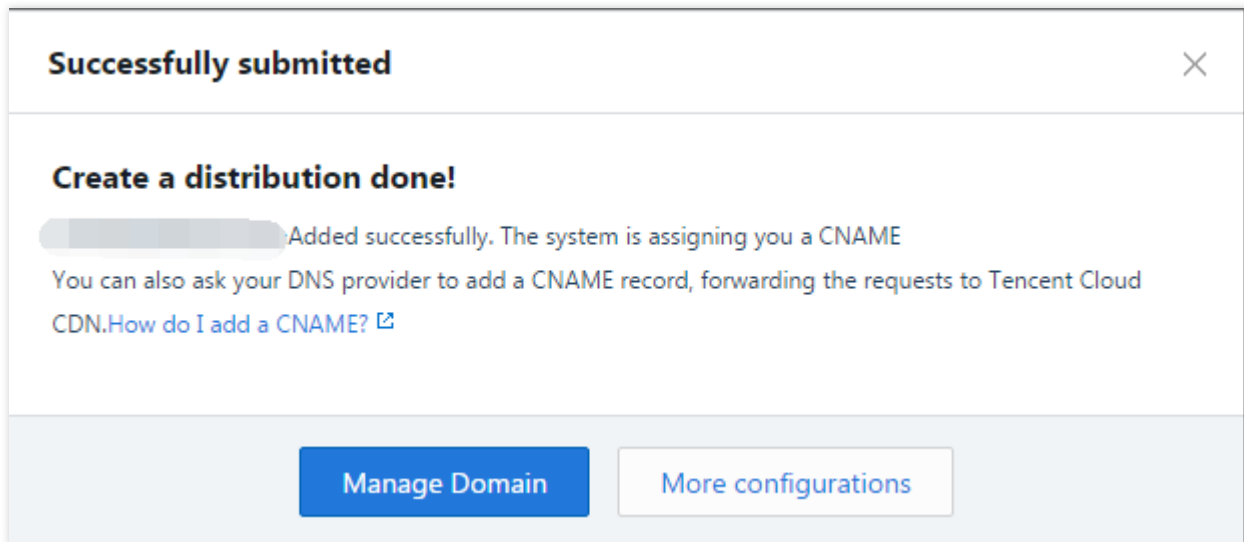 Successfully submitted
Create a distribution done!
Added successfully. The system is assigning you a CNAME
You can also ask your DNS provider to add a CNAME record, forwarding the requests to Tencent Cloud
CDN.How do I add a CNAME?
Manage Domain
More configurations